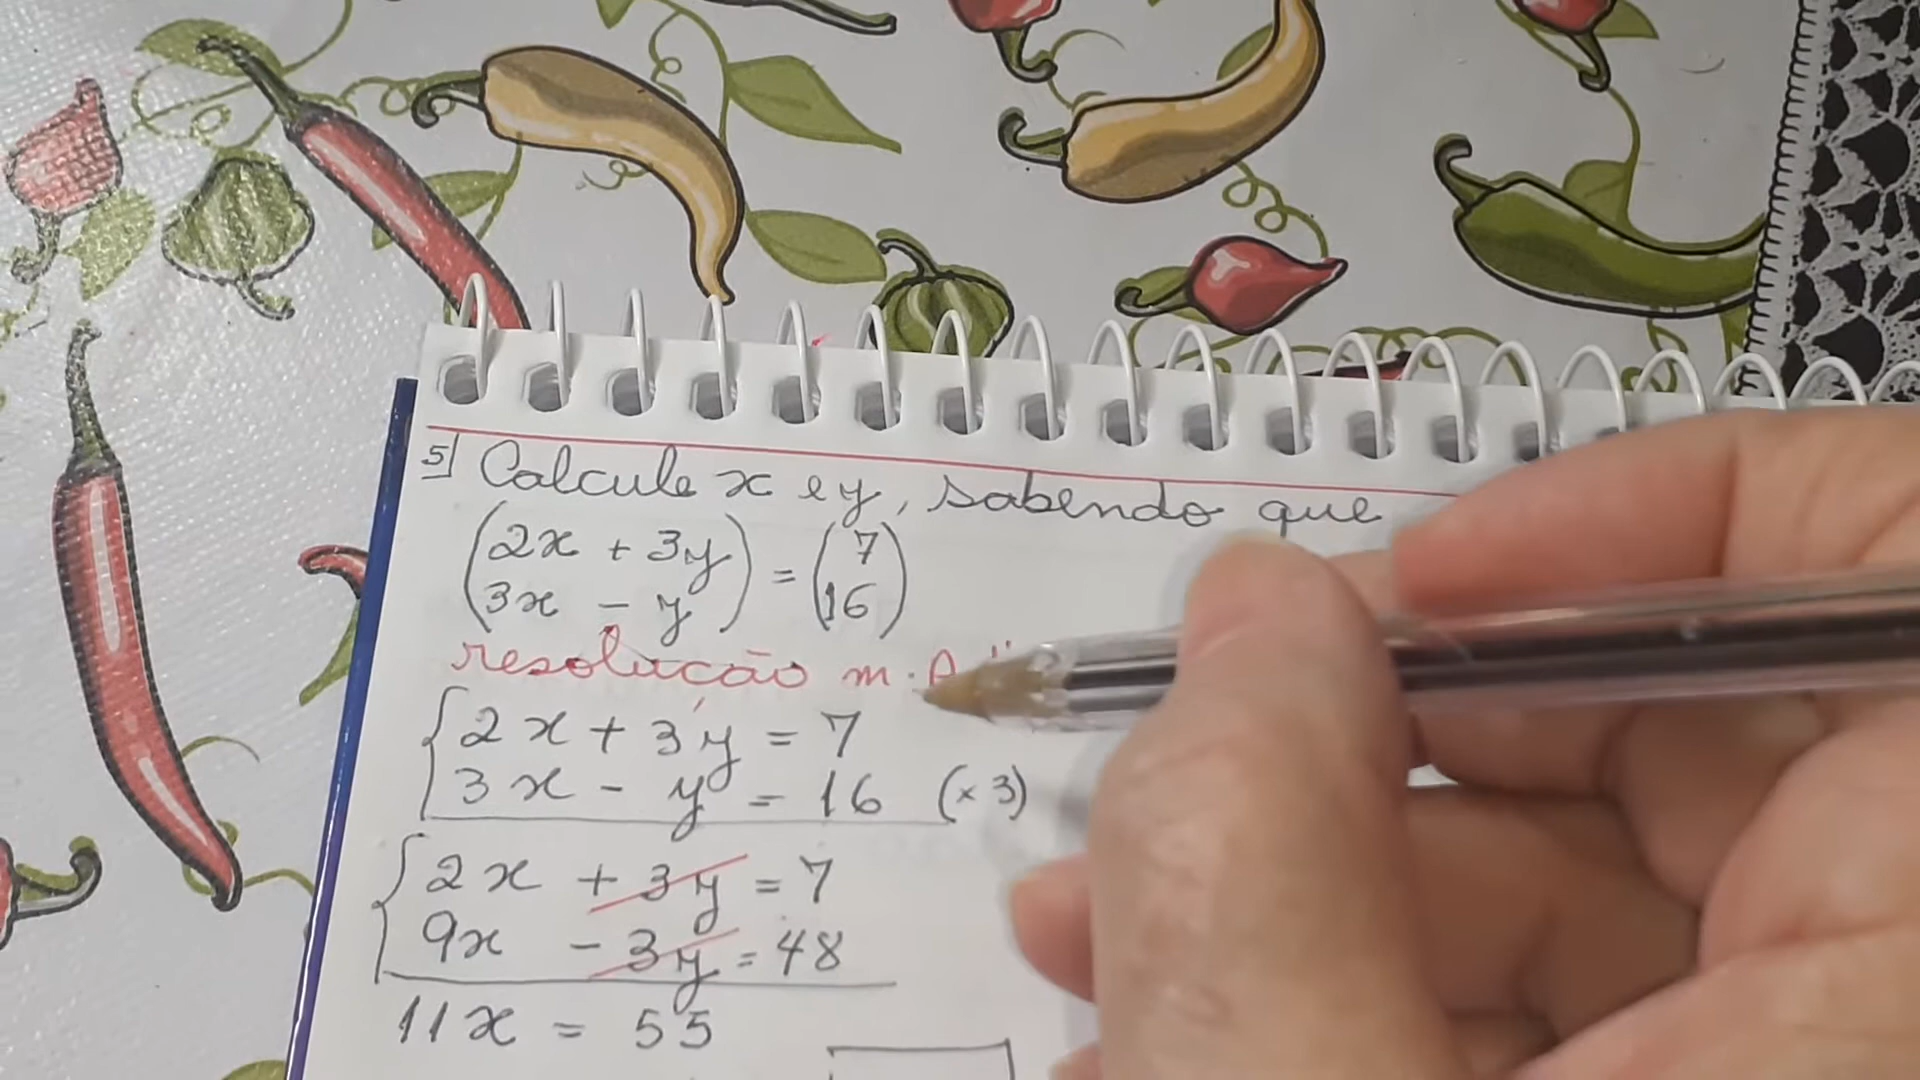 5] Calcule x e y, sabendo que
(2x + 3y) = (7)
(3x - y) (16)
resolução m.
2x + 3y = 7
3x - y = 16 (x 3)
2x + 3y = 7
9x - 3y = 48
11x = 55